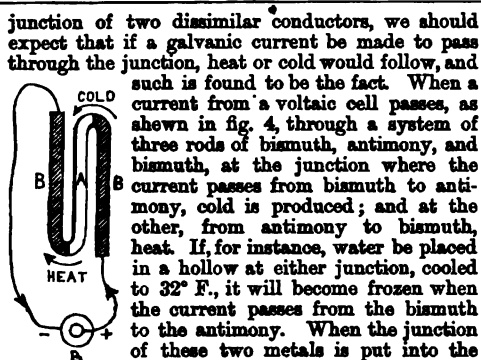 junction of two dissimilar conductors, we should
expect that if a galvanic current be made to pass
through the junction, heat or cold would follow, and
such is found to be the fact. When a
current from a voltaic cell passes, as
shewn in fig. 4, through a system of
three rods of bismuth, antimony, and
bismuth, at the junction where the
current passes from bismuth to anti-
mony, cold is produced; and at the
other, from antimony to bismuth,
heat. If, for instance, water be placed
in a hollow at either junction, cooled
to 32° F., it will become frozen when
the current passes from the bismuth
to the antimony. When the junction
of these two metals is put into the
COLD
B A B
HEAT
- +